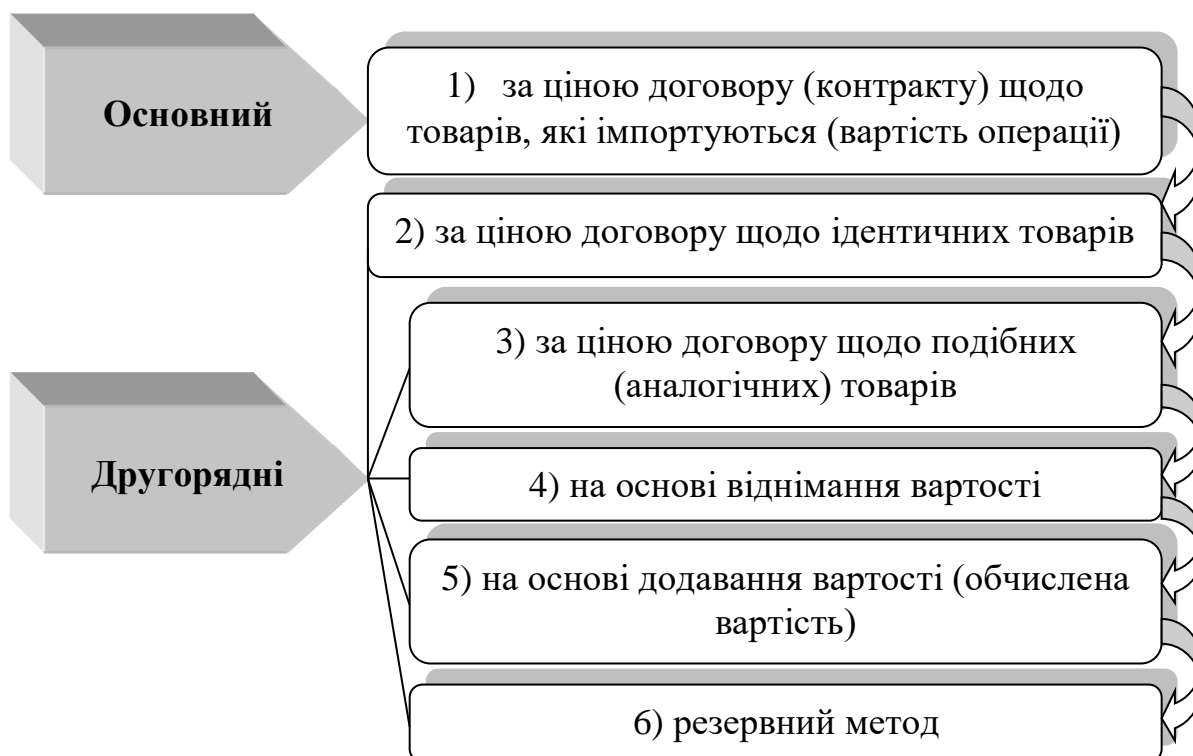 Основний
1) за ціною договору (контракту) щодо
товарів, які імпортуються (вартість операції)
2) за ціною договору щодо ідентичних товарів
3) за ціною договору щодо подібних
(аналогічних) товарів
Другорядні
4) на основі віднімання вартості
5) на основі додавання вартості (обчислена
вартість)
6) резервний метод